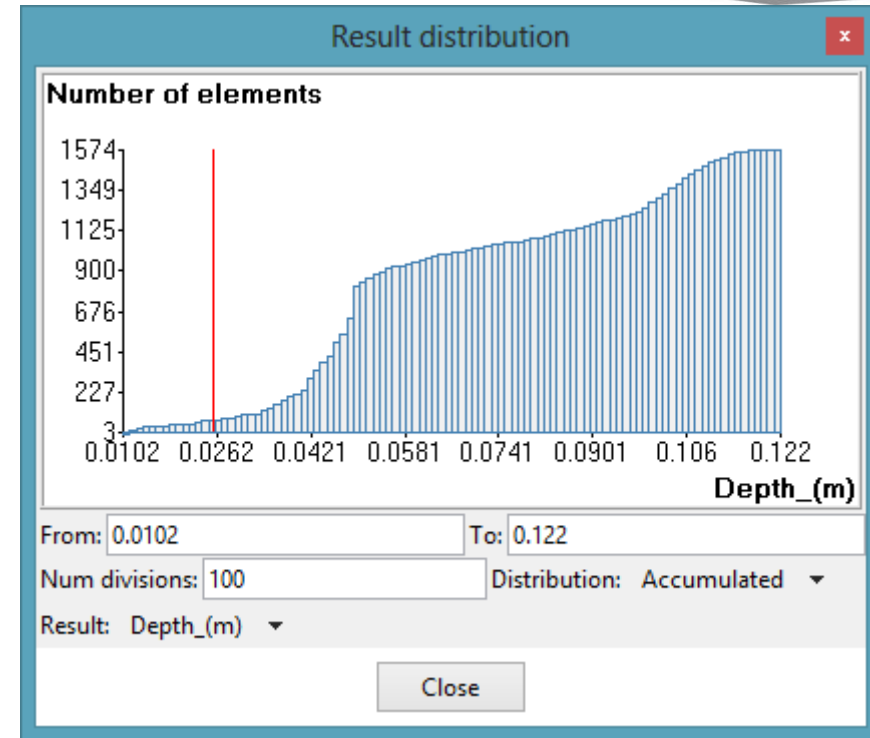 Result distribution
x
Number of elements
1574
1349
1125
900
676
451
227
3
0.0102 0.0262 0.0421 0.0581 0.0741 0.0901 0.106 0.122
Depth_(m)
From: 0.0102 To: 0.122
Num divisions: 100 Distribution: Accumulated
Result: Depth_(m)
Close